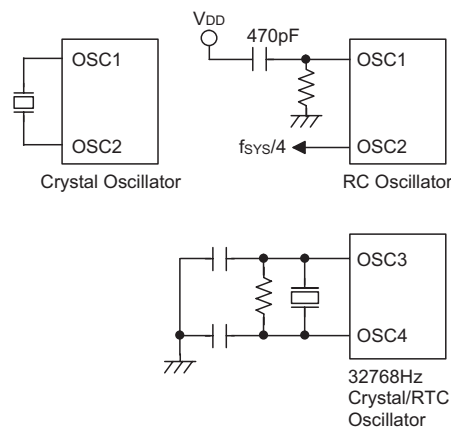 OSC1
OSC2
Crystal Oscillator
VDD
470pF
OSC1
fSYS/4
OSC2
RC Oscillator
OSC3
OSC4
32768Hz
Crystal/RTC
Oscillator